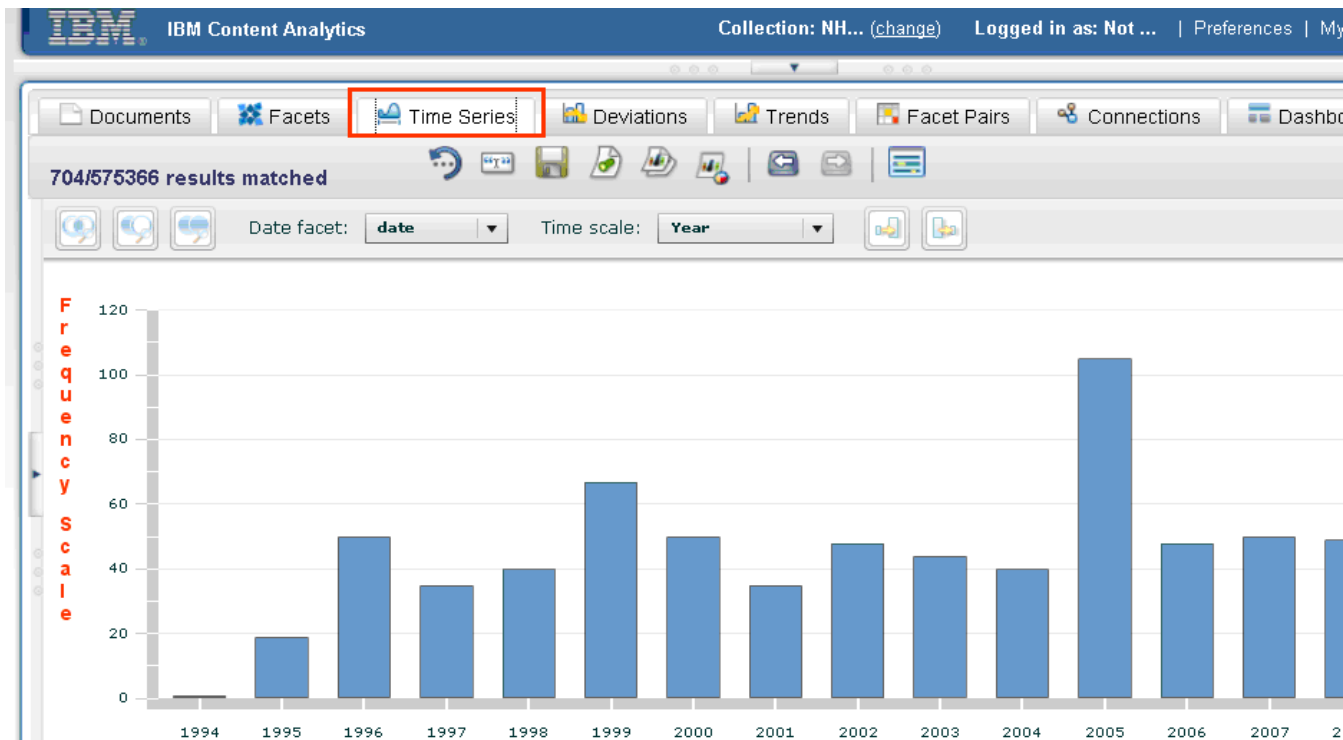 IBM® IBM Content Analytics Collection: NH... (change) Logged in as: Not ... | Preferences | My
Documents Facets Time Series Deviations Trends Facet Pairs Connections Dashbo
704/575366 results matched
Date facet: date Time scale: Year
Frequency Scale
120
100
80
60
40
20
0
1994 1995 1996 1997 1998 1999 2000 2001 2002 2003 2004 2005 2006 2007 2